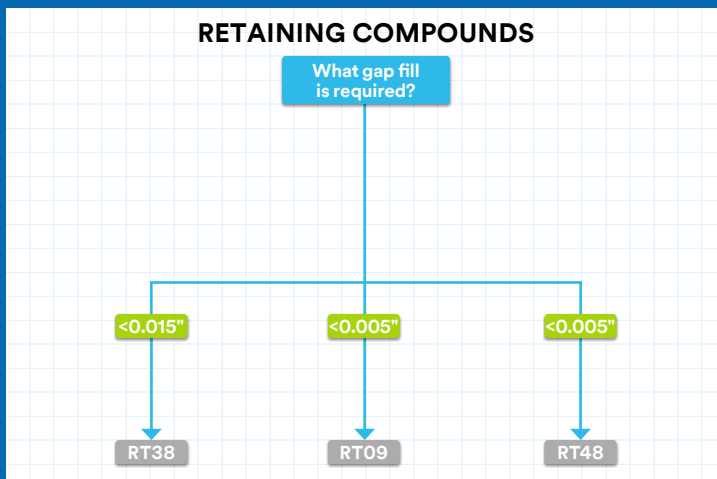 RETAINING COMPOUNDS
What gap fill
is required?
<0.015"
<0.005"
<0.005"
RT38
RT09
RT48